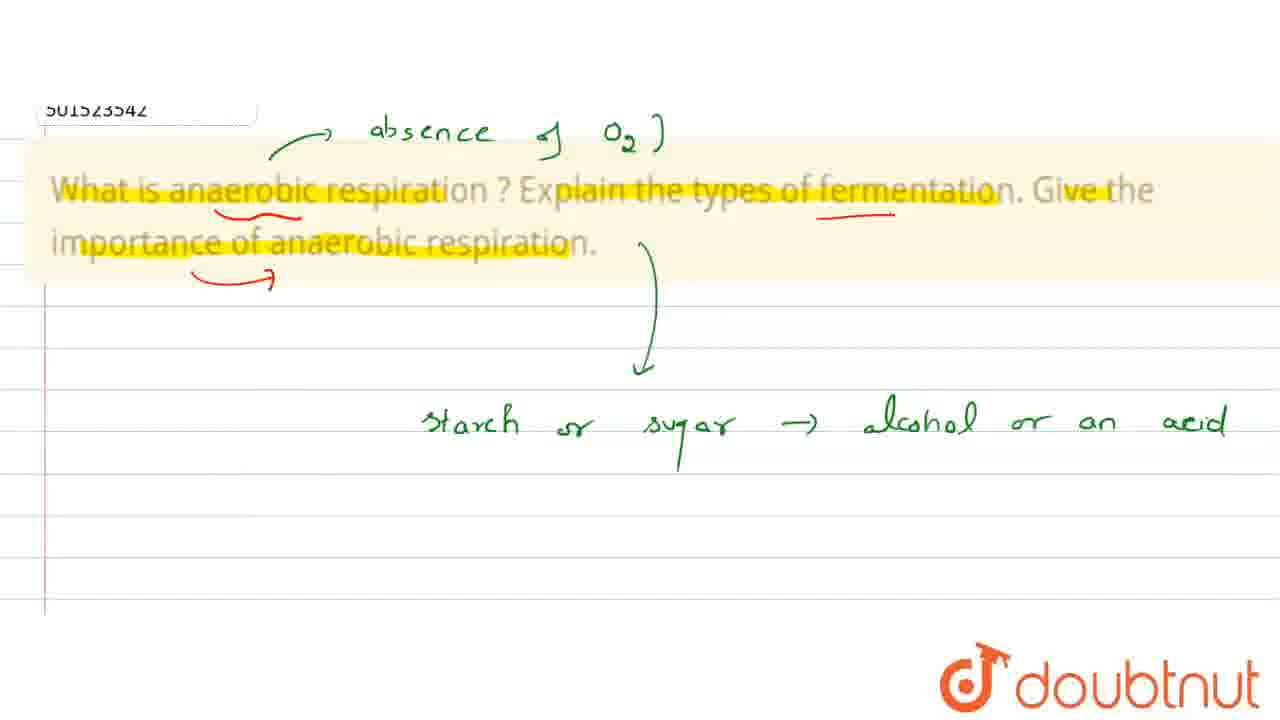 501523542
absence of O2)
What is anaerobic respiration ? Explain the types of fermentation. Give the
importance of anaerobic respiration.
starch or sugar → alcohol or an acid
doubtnut